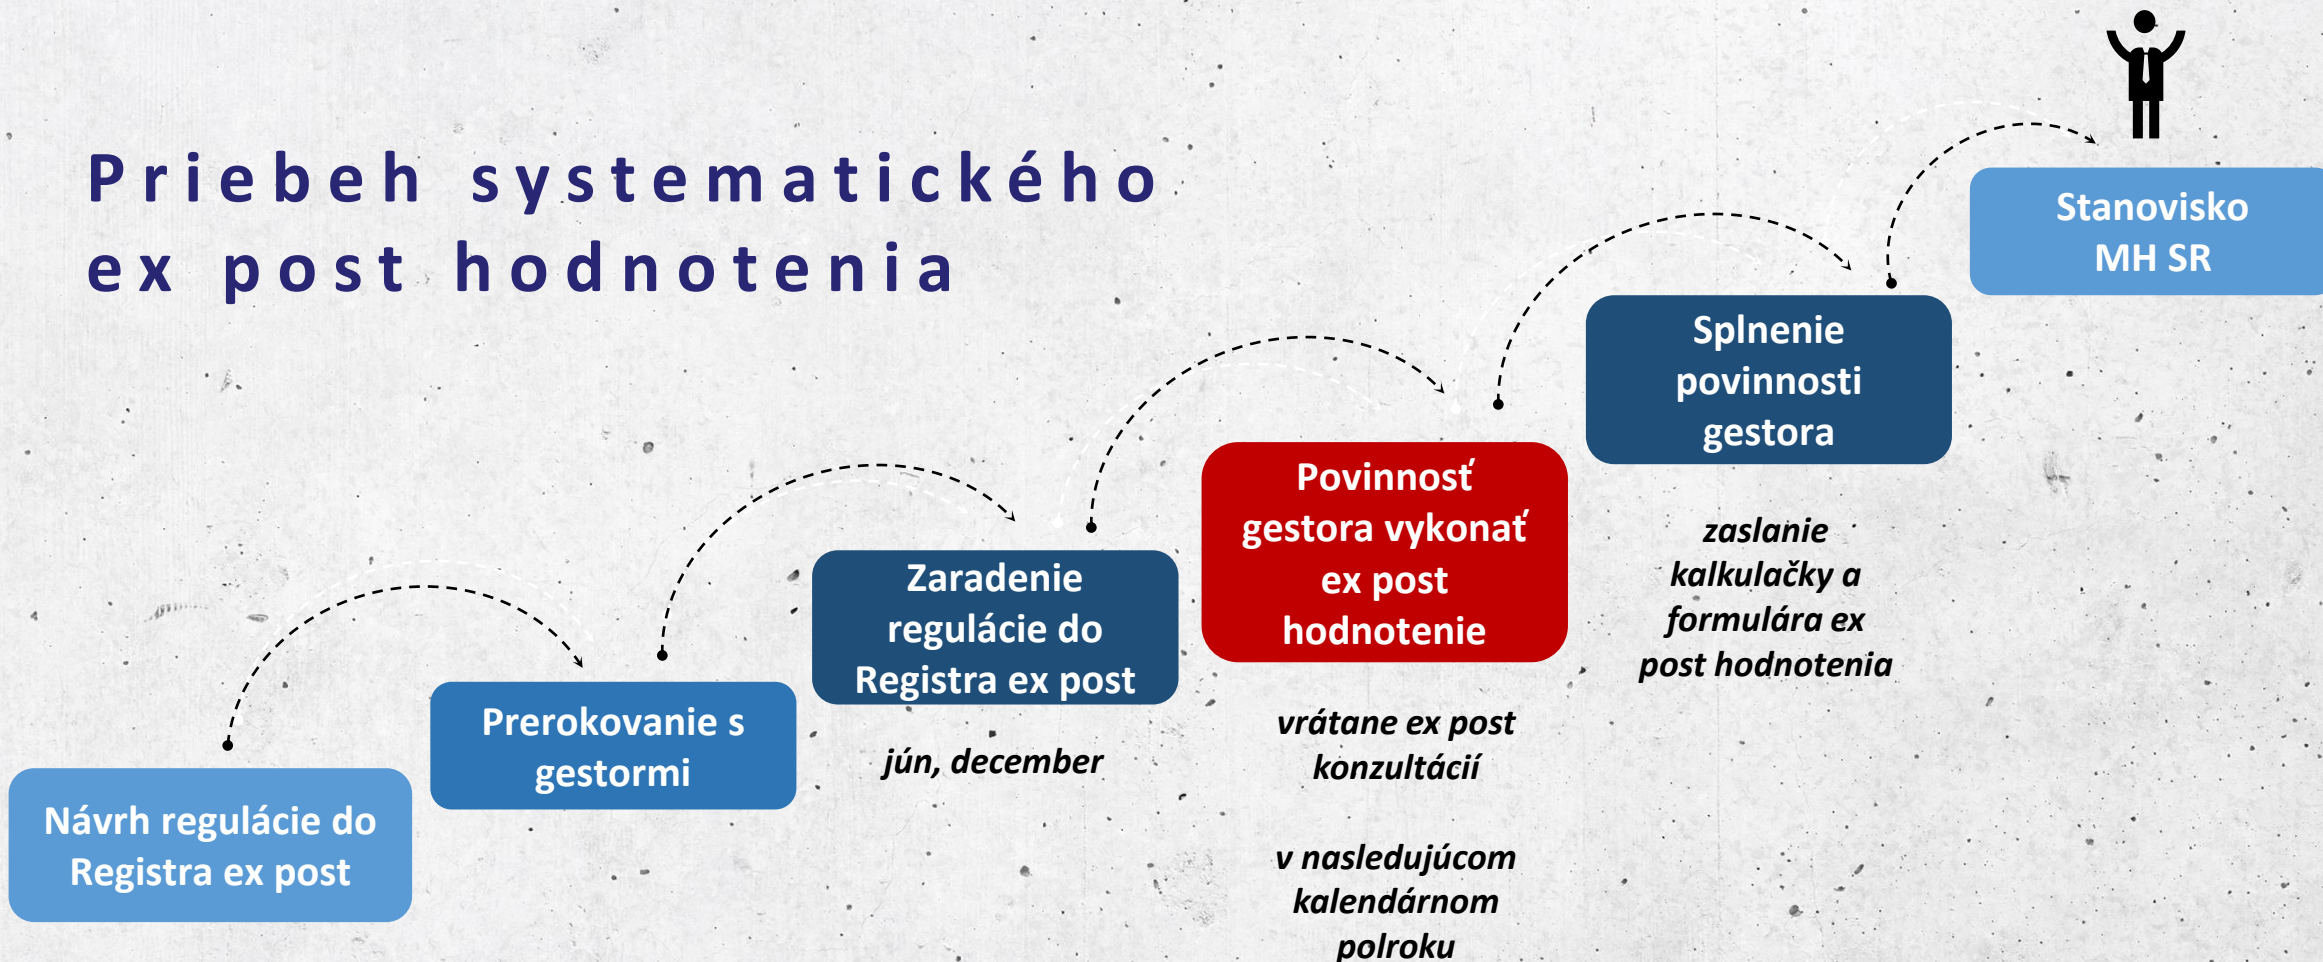 Priebeh systematického
ex post hodnotenia
Návrh regulácie do
Registra ex post
Prerokovanie s
gestormi
Zaradenie
regulácie do
Registra ex post
jún, december
Povinnosť
gestora vykonať
ex post
hodnotenie
vrátane ex post
konzultácií
v nasledujúcom
kalendárnom
polroku
Splnenie
povinnosti
gestora
zaslanie
kalkulačky a
formulára ex
post hodnotenia
Stanovisko
MH SR